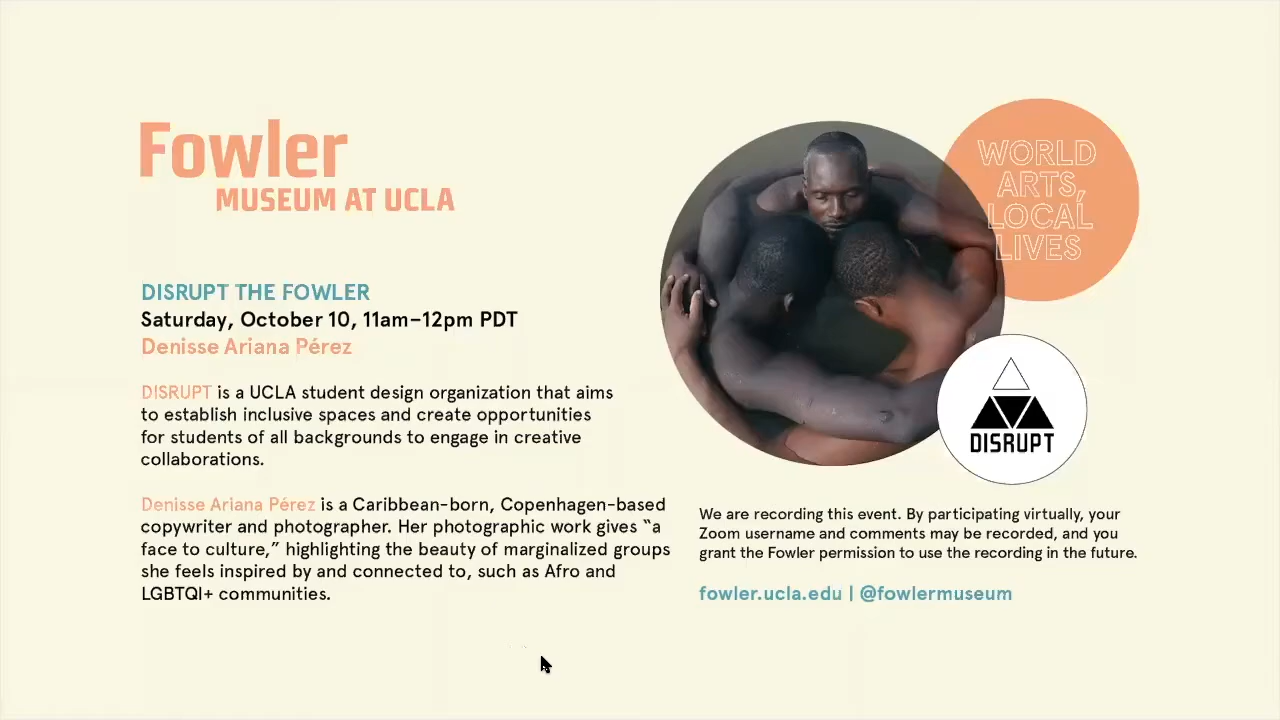 Fowler
MUSEUM AT UCLA
DISRUPT THE FOWLER
Saturday, October 10, 11am–12pm PDT
Denisse Ariana Pérez
DISRUPT is a UCLA student design organization that aims
to establish inclusive spaces and create opportunities
for students of all backgrounds to engage in creative
collaborations.
Denisse Ariana Pérez is a Caribbean-born, Copenhagen-based
copywriter and photographer. Her photographic work gives “a
face to culture,” highlighting the beauty of marginalized groups
she feels inspired by and connected to, such as Afro and
LGBTQI+ communities.
WORLD
ARTS,
LOCAL
LIVES
DISRUPT
We are recording this event. By participating virtually, your
Zoom username and comments may be recorded, and you
grant the Fowler permission to use the recording in the future.
fowler.ucla.edu | @fowlermuseum